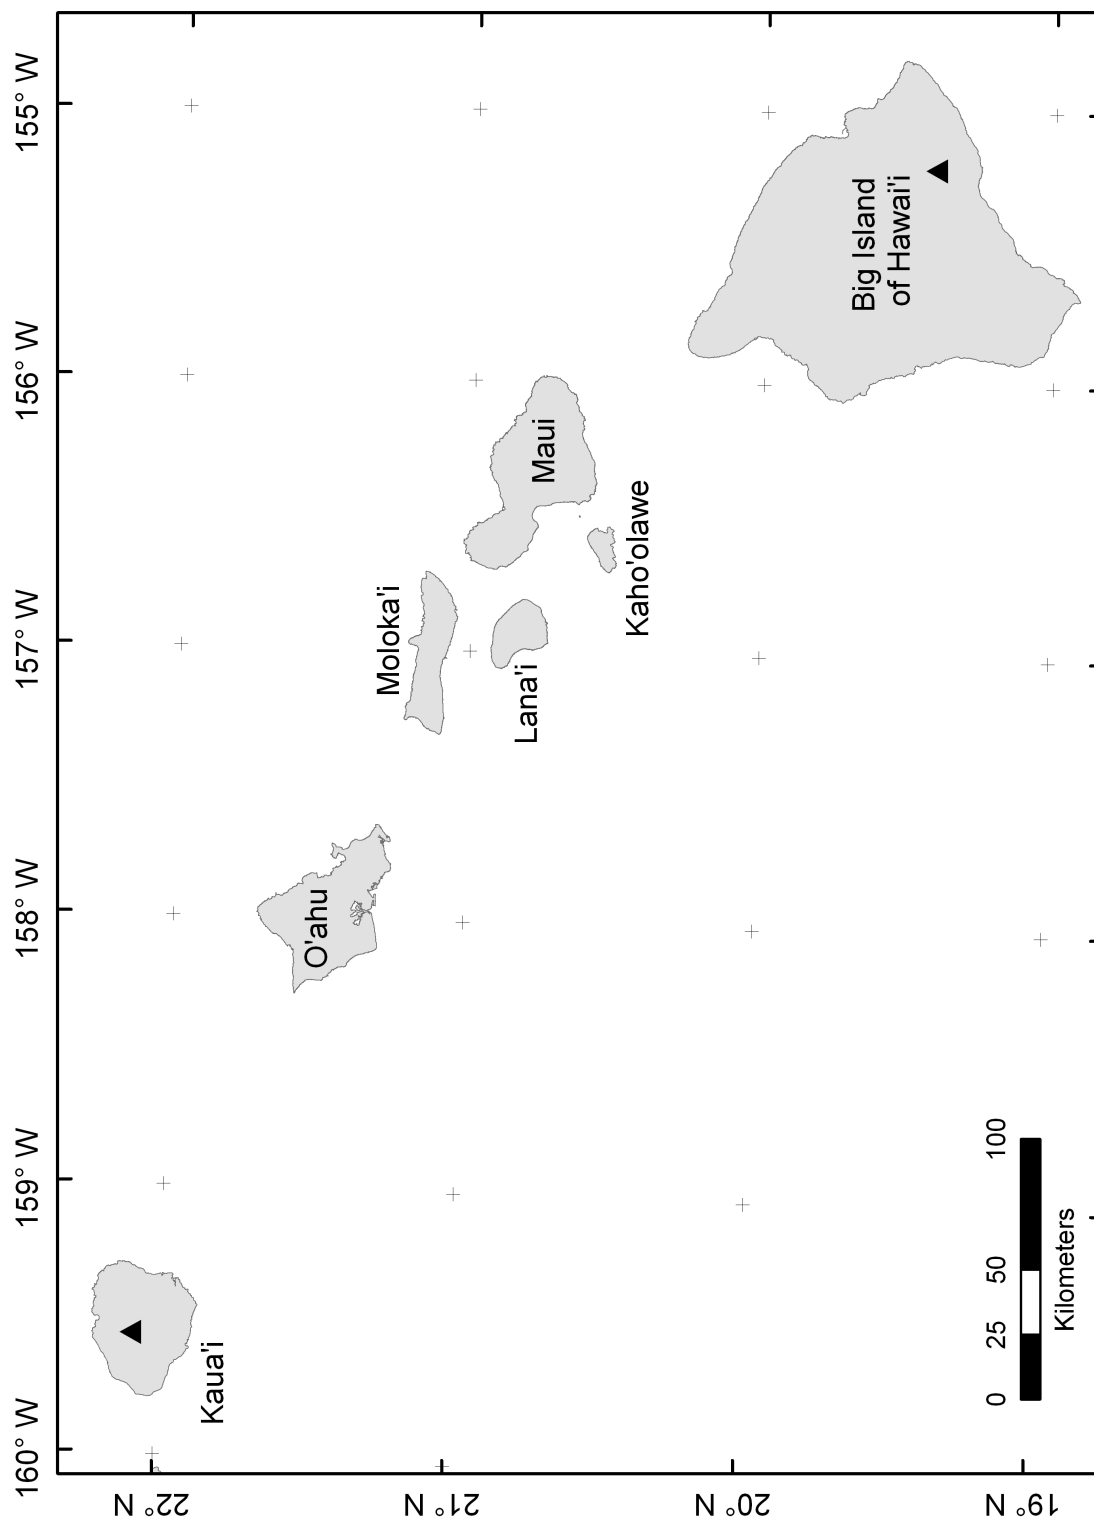 160° W
159° W
158° W
157° W
156° W
155° W
22° N
21° N
20° N
19° N
Kaua'i
O'ahu
Moloka'i
Lana'i
Maui
Kaho'olawe
Big Island
of Hawai'i
0 25 50 100
Kilometers